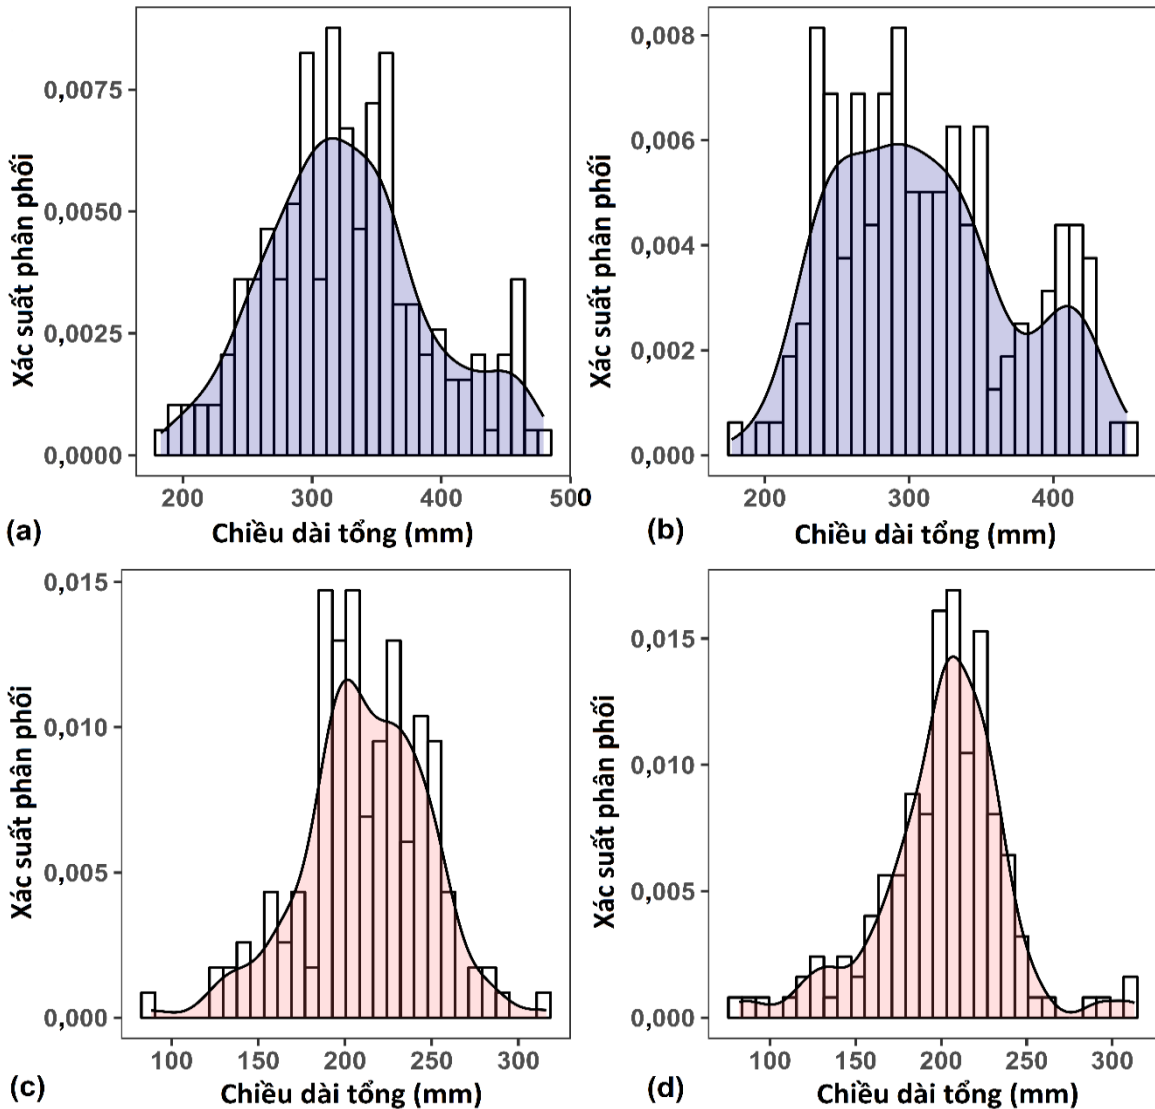 Xác suất phân phối
0,0075
0,0050
0,0025
0,0000
200 300 400 500
(a) Chiều dài tổng (mm)
Xác suất phân phối
0,008
0,006
0,004
0,002
0,000
200 300 400
(b) Chiều dài tổng (mm)
Xác suất phân phối
0,015
0,010
0,005
0,000
100 150 200 250 300
(c) Chiều dài tổng (mm)
Xác suất phân phối
0,015
0,010
0,005
0,000
100 150 200 250 300
(d) Chiều dài tổng (mm)